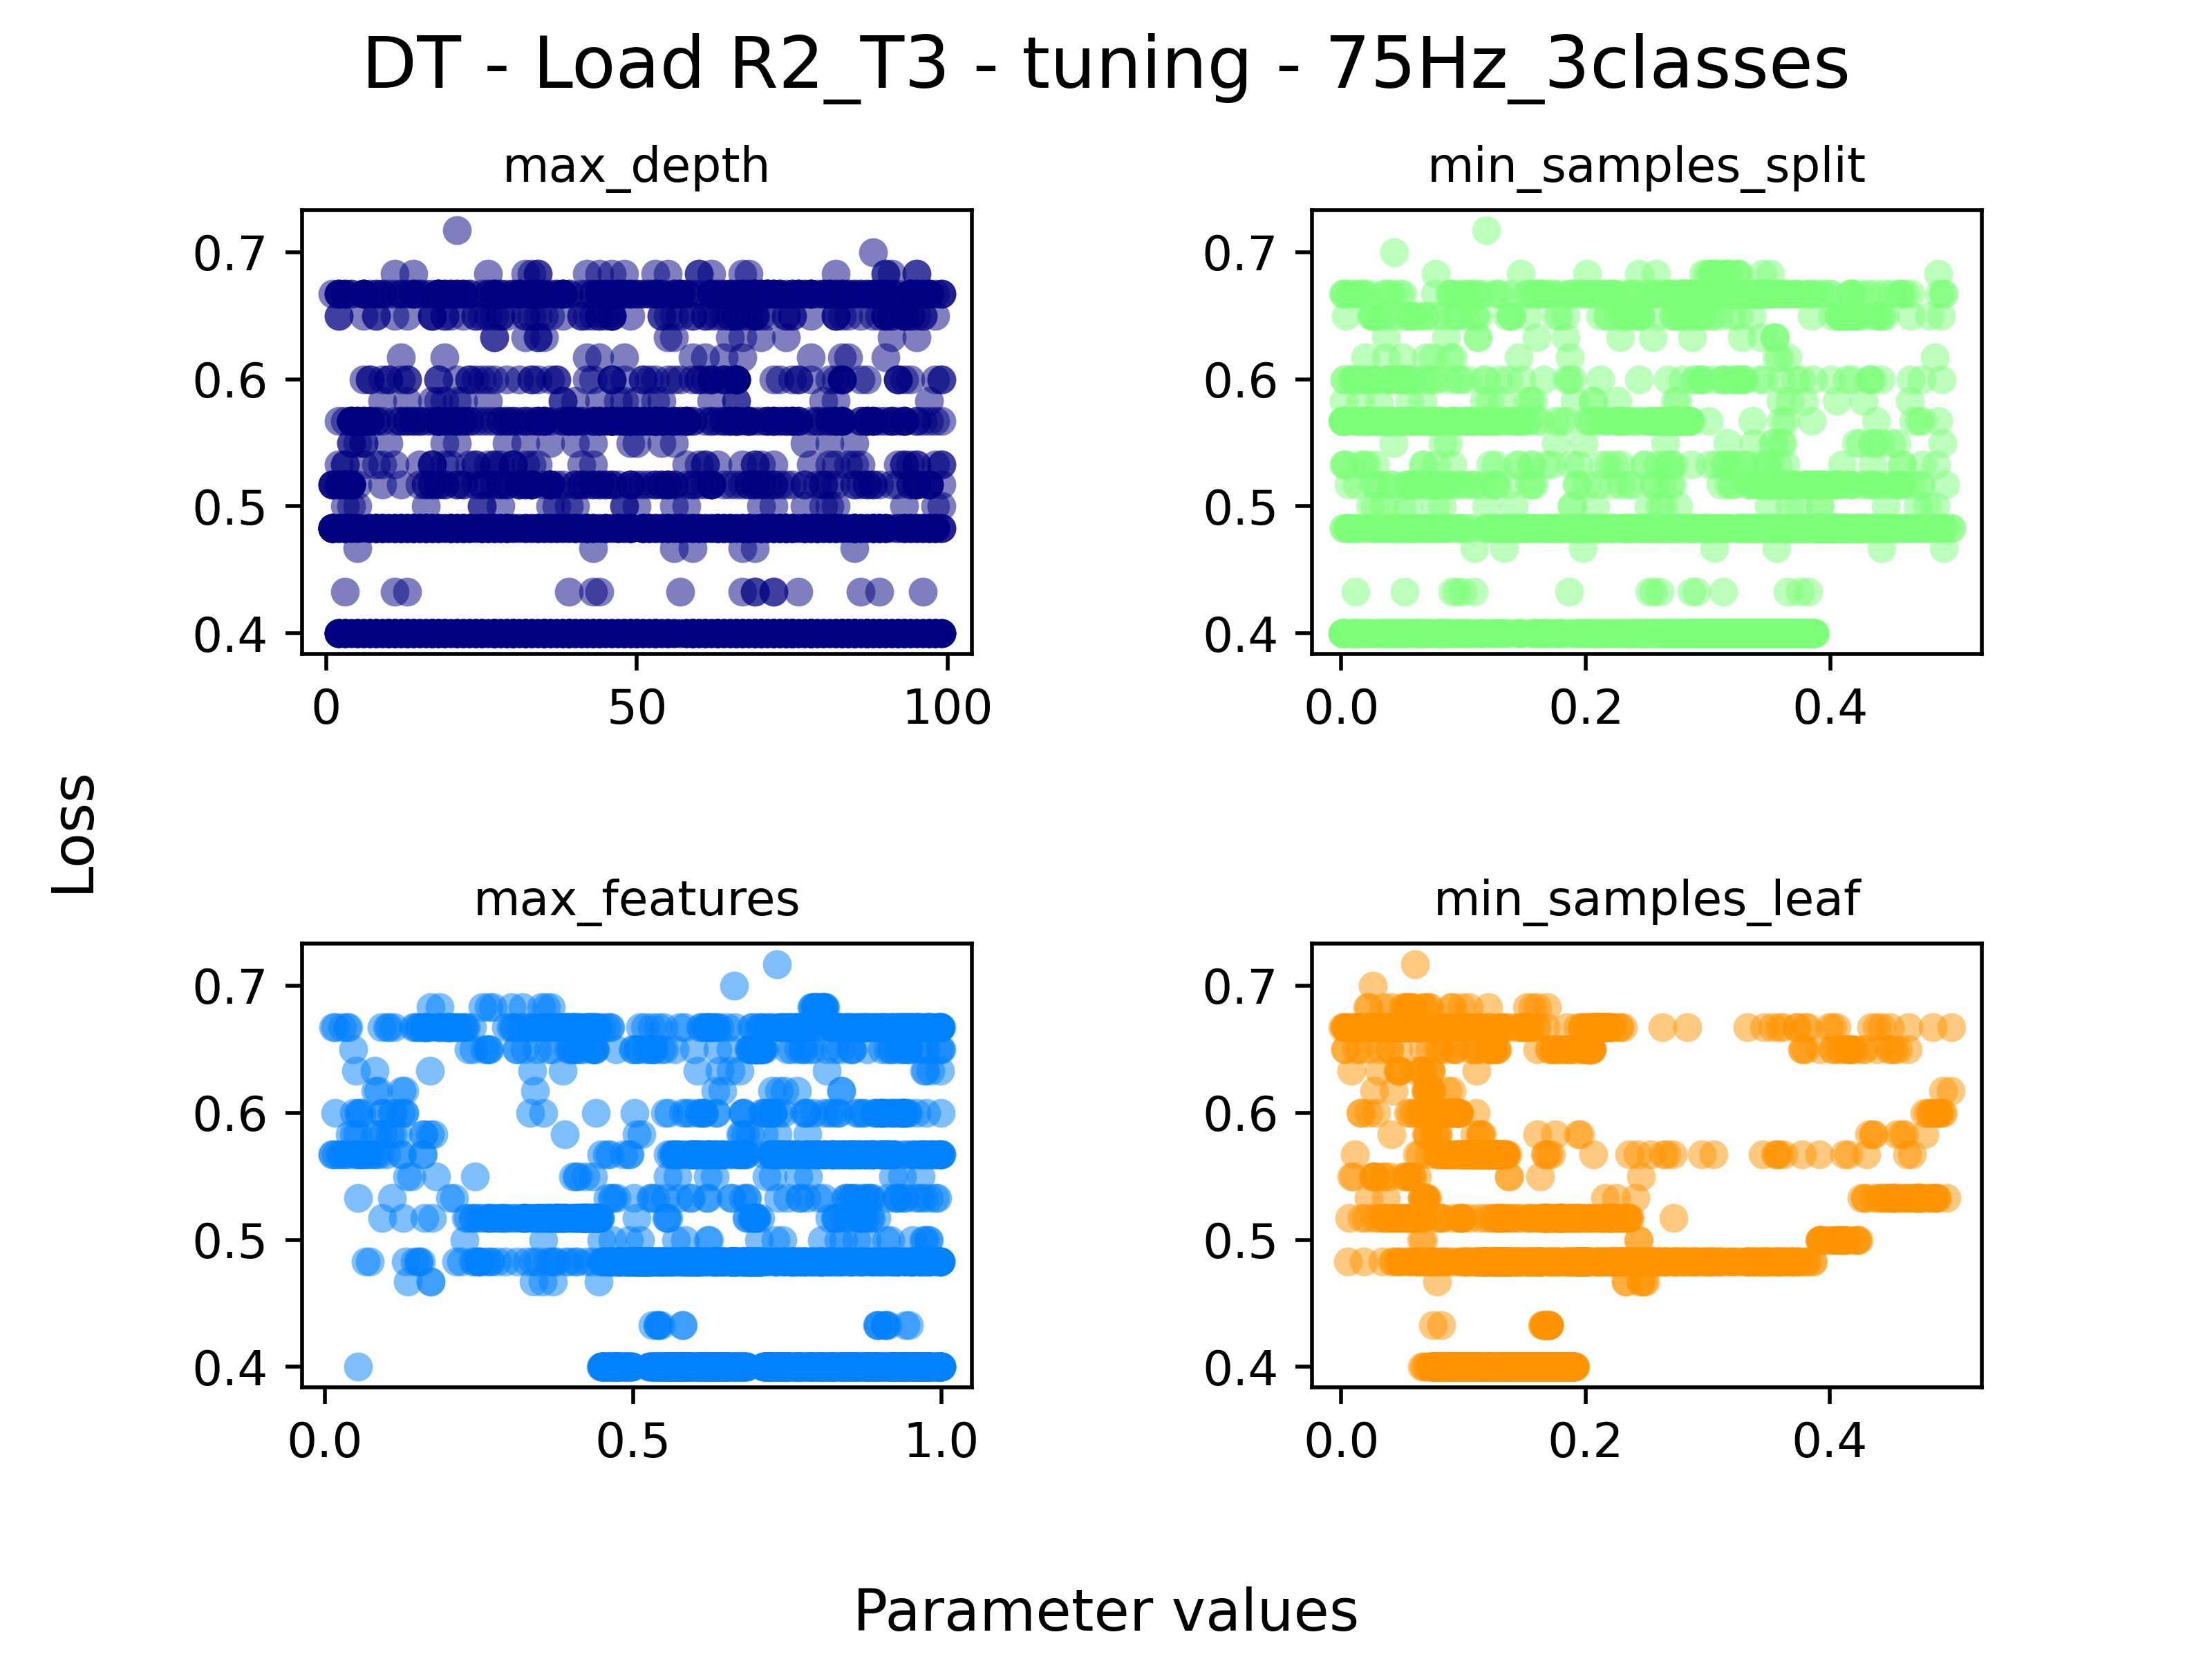 DT - Load R2_T3 - tuning - 75Hz_3classes
max_depth
0.7
0.6
0.5
0.4
0 50 100
min_samples_split
0.7
0.6
0.5
0.4
0.0 0.2 0.4
Loss
max_features
0.7
0.6
0.5
0.4
0.0 0.5 1.0
min_samples_leaf
0.7
0.6
0.5
0.4
0.0 0.2 0.4
Parameter values